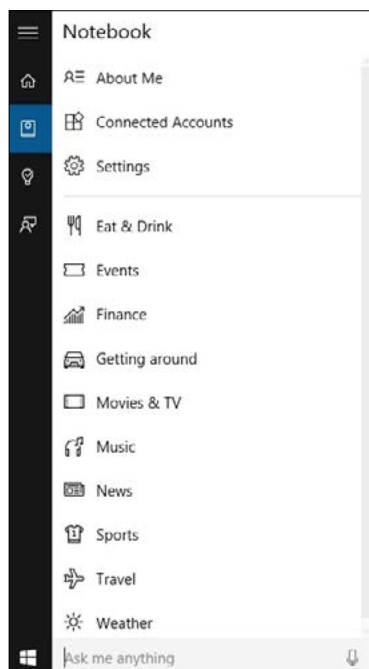 Notebook
About Me
Connected Accounts
Settings
Eat & Drink
Events
Finance
Getting around
Movies & TV
Music
News
Sports
Travel
Weather
Ask me anything